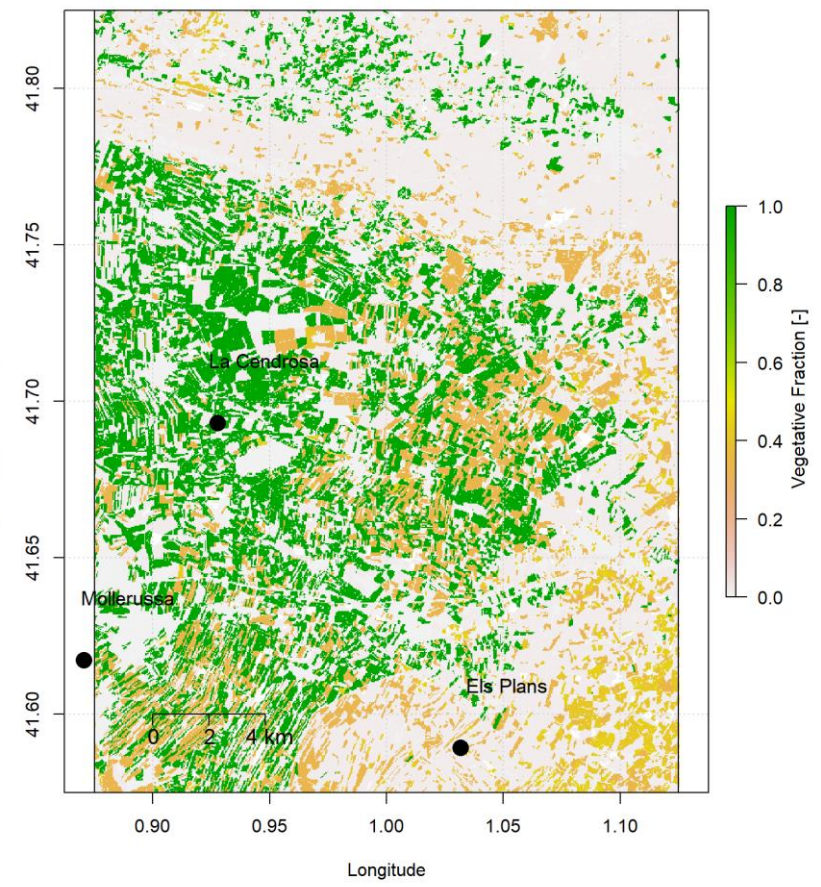 41.80
41.75
41.70
41.65
41.60
La Cendrosa
Mollerussa
Els Plans
0 2 4 km
0.90 0.95 1.00 1.05 1.10
Longitude
1.0
0.8
0.6
0.4
0.2
0.0
Vegetative Fraction [-]